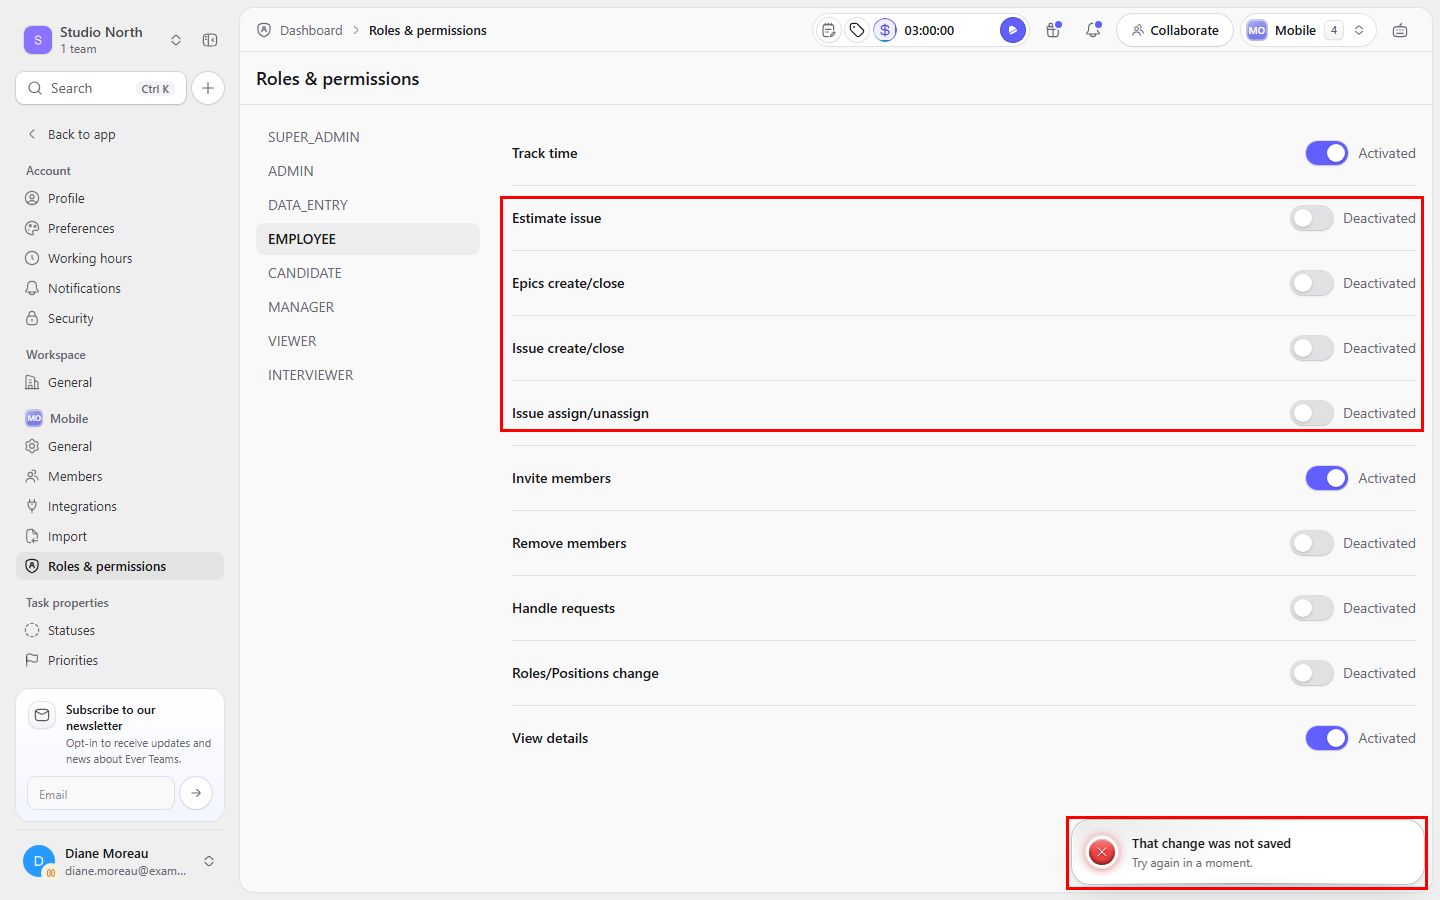 S
Studio North
1 team
Search
Ctrl K
Back to app
Account
Profile
Preferences
Working hours
Notifications
Security
Workspace
General
MO
Mobile
General
Members
Integrations
Import
Roles & permissions
Task properties
Statuses
Priorities
Subscribe to our
newsletter
Opt-in to receive updates and
news about Ever Teams.
Email
D
Diane Moreau
diane.moreau@exam...
Dashboard
Roles & permissions
03:00:00
Collaborate
MO
Mobile
4
Roles & permissions
SUPER_ADMIN
ADMIN
DATA_ENTRY
EMPLOYEE
CANDIDATE
MANAGER
VIEWER
INTERVIEWER
Track time
Activated
Estimate issue
Deactivated
Epics create/close
Deactivated
Issue create/close
Deactivated
Issue assign/unassign
Deactivated
Invite members
Activated
Remove members
Deactivated
Handle requests
Deactivated
Roles/Positions change
Deactivated
View details
Activated
That change was not saved
Try again in a moment.